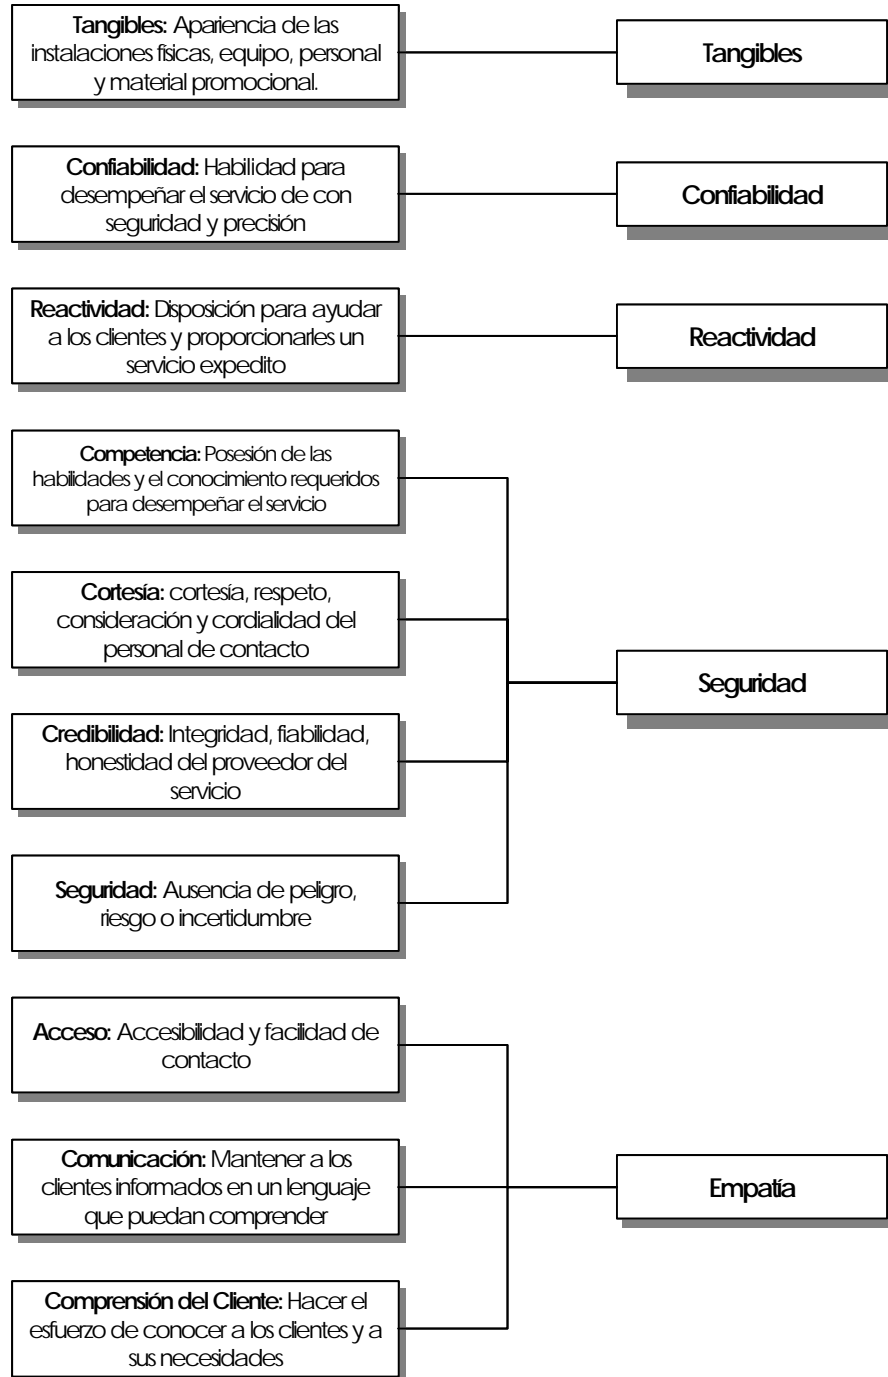 Tangibles: Apariencia de las
instalaciones físicas, equipo, personal
y material promocional.
Tangibles
Confiabilidad: Habilidad para
desempeñar el servicio de con
seguridad y precisión
Confiabilidad
Reactividad: Disposición para ayudar
a los clientes y proporcionarles un
servicio expedito
Reactividad
Competencia: Posesión de las
habilidades y el conocimiento requeridos
para desempeñar el servicio
Cortesía: cortesía, respeto,
consideración y cordialidad del
personal de contacto
Credibilidad: Integridad, fiabilidad,
honestidad del proveedor del
servicio
Seguridad: Ausencia de peligro,
riesgo o incertidumbre
Seguridad
Acceso: Accesibilidad y facilidad de
contacto
Comunicación: Mantener a los
clientes informados en un lenguaje
que puedan comprender
Comprensión del Cliente: Hacer el
esfuerzo de conocer a los clientes y a
sus necesidades
Empatía